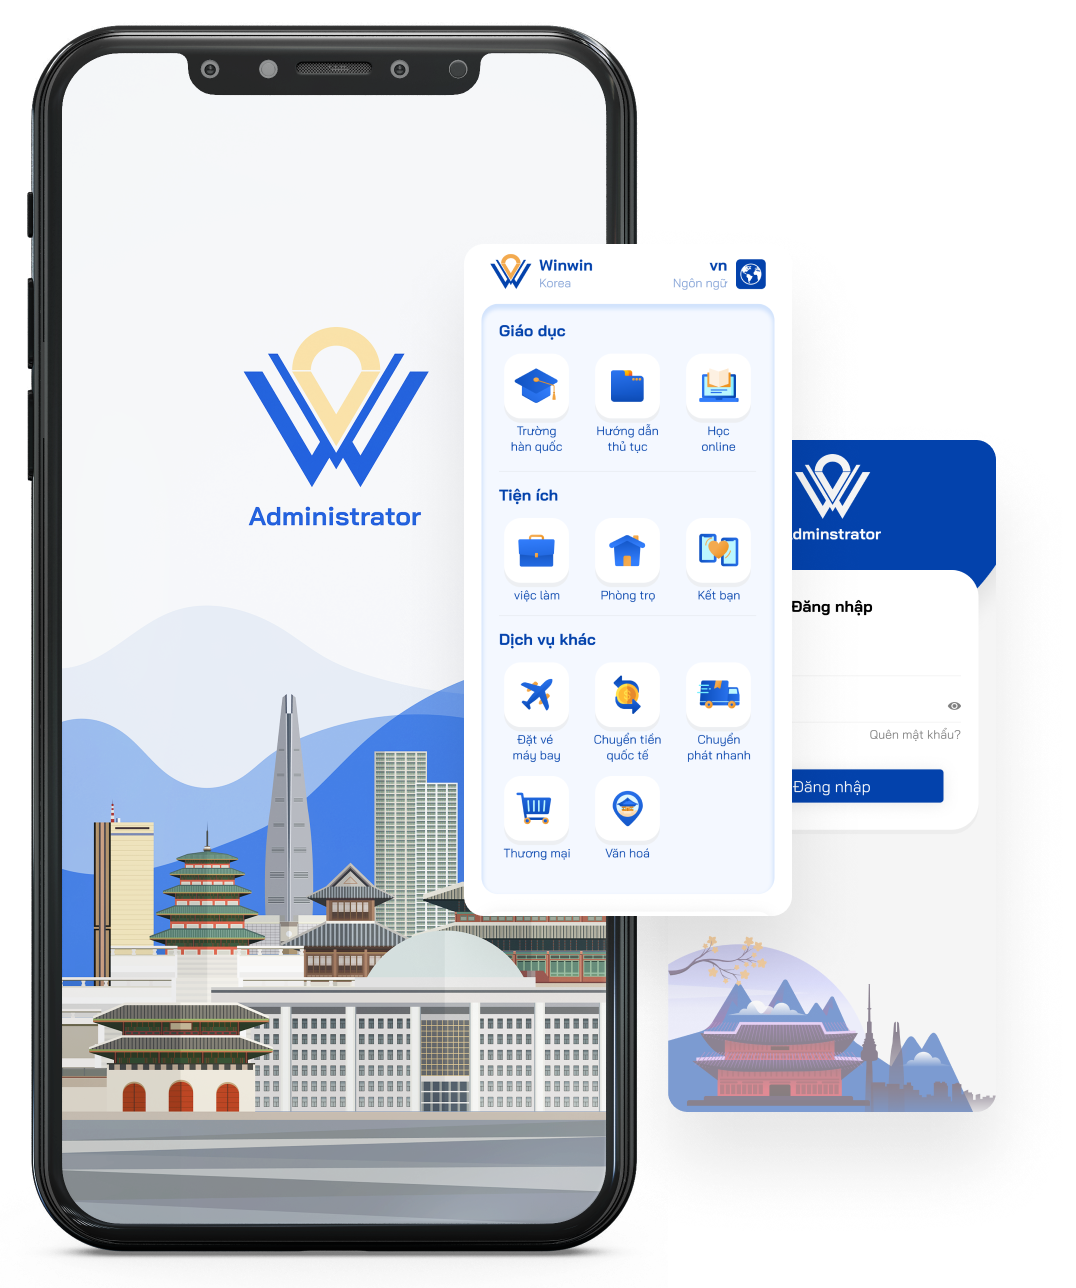 Administrator
Winwin
Korea
vn
Ngôn ngữ
Giáo dục
Trường
hàn quốc
Hướng dẫn
thủ tục
Học
online
Tiện ích
việc làm
Phòng trọ
Kết bạn
Dịch vụ khác
Đặt vé
máy bay
Chuyển tiền
quốc tế
Chuyển
phát nhanh
Thương mại
Văn hoá
dminstrator
Đăng nhập
Quên mật khẩu?
Đăng nhập